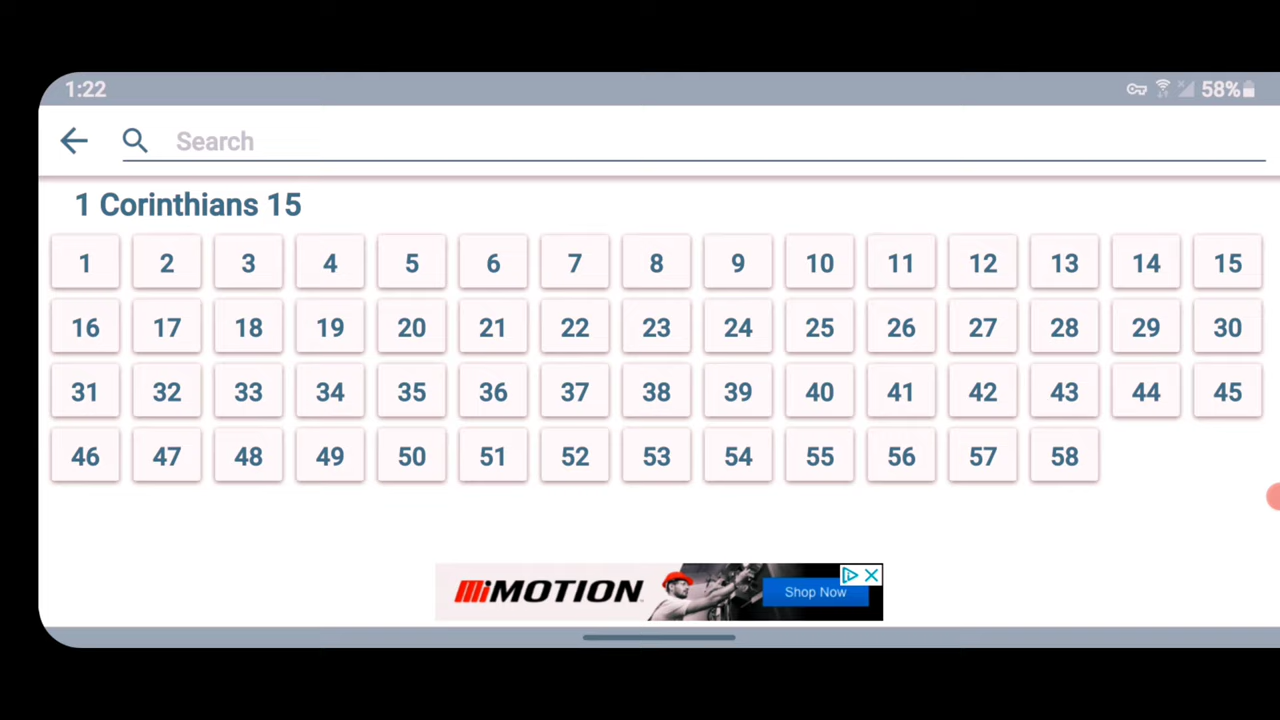 1:22 58%
Search
1 Corinthians 15
1 2 3 4 5 6 7 8 9 10 11 12 13 14 15
16 17 18 19 20 21 22 23 24 25 26 27 28 29 30
31 32 33 34 35 36 37 38 39 40 41 42 43 44 45
46 47 48 49 50 51 52 53 54 55 56 57 58
MiMOTION Shop Now